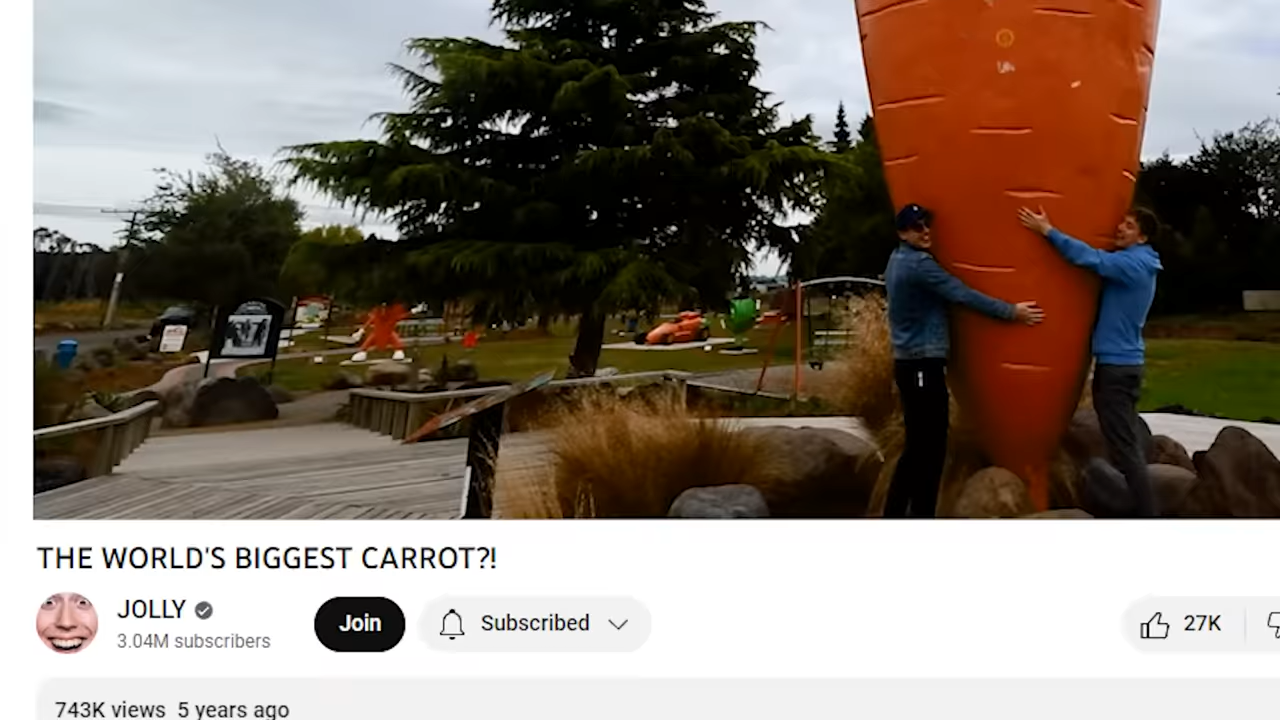 THE WORLD'S BIGGEST CARROT?!
JOLLY
3.04M subscribers
Join
Subscribed
27K
743K views 5 years ago